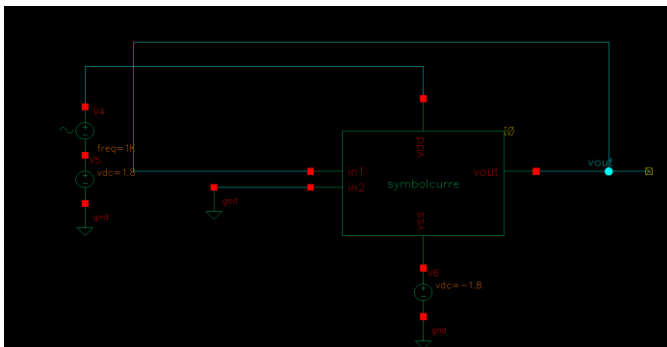 V4
freq=1K
V5
vdc=1.8
gnd
vdd
I0
in1
in2
gnd
symbolcurre
vout
vout
vss
V6
vdc=-1.8
gnd